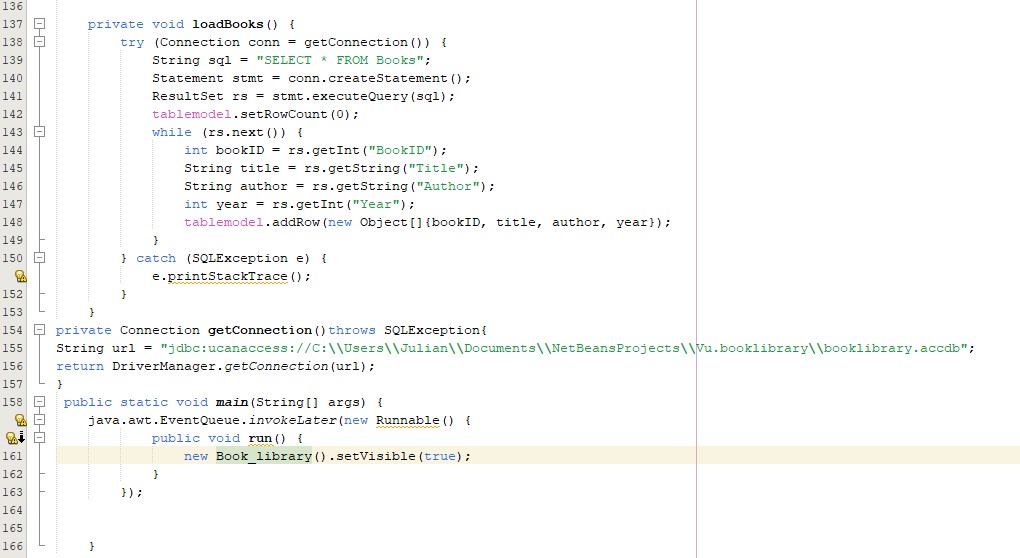 136
137 private void loadBooks() {
138 try (Connection conn = getConnection()) {
139 String sql = "SELECT * FROM Books";
140 Statement stmt = conn.createStatement();
141 ResultSet rs = stmt.executeQuery(sql);
142 tablemodel.setRowCount(0);
143 while (rs.next()) {
144 int bookID = rs.getInt("BookID");
145 String title = rs.getString("Title");
146 String author = rs.getString("Author");
147 int year = rs.getInt("Year");
148 tablemodel.addRow(new Object[]{bookID, title, author, year});
149 }
150 } catch (SQLException e) {
e.printStackTrace();
152 }
153 }
154 private Connection getConnection()throws SQLException{
155 String url = "jdbc:ucanaccess://C:\\Users\\Julian\\Documents\\NetBeansProjects\\Vu.booklibrary\\booklibrary.accdb";
156 return DriverManager.getConnection(url);
157 }
158 public static void main(String[] args) {
java.awt.EventQueue.invokeLater(new Runnable() {
public void run() {
161 new Book_library().setVisible(true);
162 }
163 });
164
165
166 }